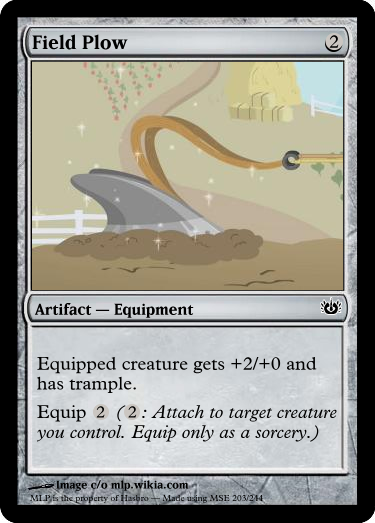 Field Plow 2
Artifact — Equipment
Equipped creature gets +2/+0 and
has trample.
Equip 2 (2: Attach to target creature
you control. Equip only as a sorcery.)
Image c/o mlp.wikia.com
MLP is the property of Hasbro — Made using MSE 203/244